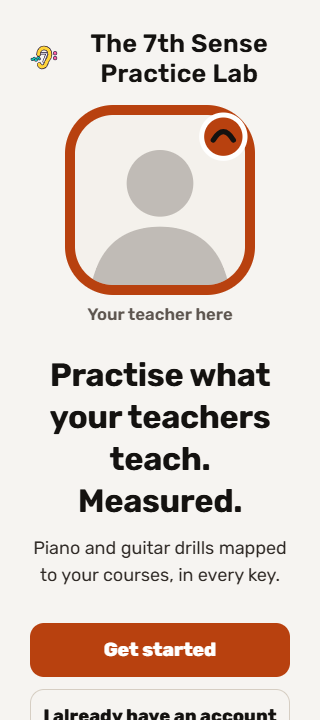 The 7th Sense
Practice Lab
Your teacher here
Practise what
your teachers
teach.
Measured.
Piano and guitar drills mapped
to your courses, in every key.
Get started
I already have an account